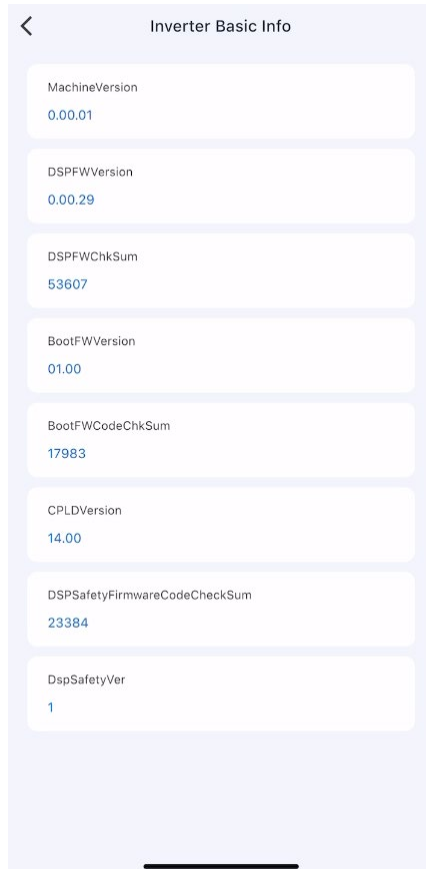 Inverter Basic Info
MachineVersion
0.00.01
DSPFWVersion
0.00.29
DSPFWChkSum
53607
BootFWVersion
01.00
BootFWCodeChkSum
17983
CPLDVersion
14.00
DSPSafetyFirmwareCodeCheckSum
23384
DspSafetyVer
1